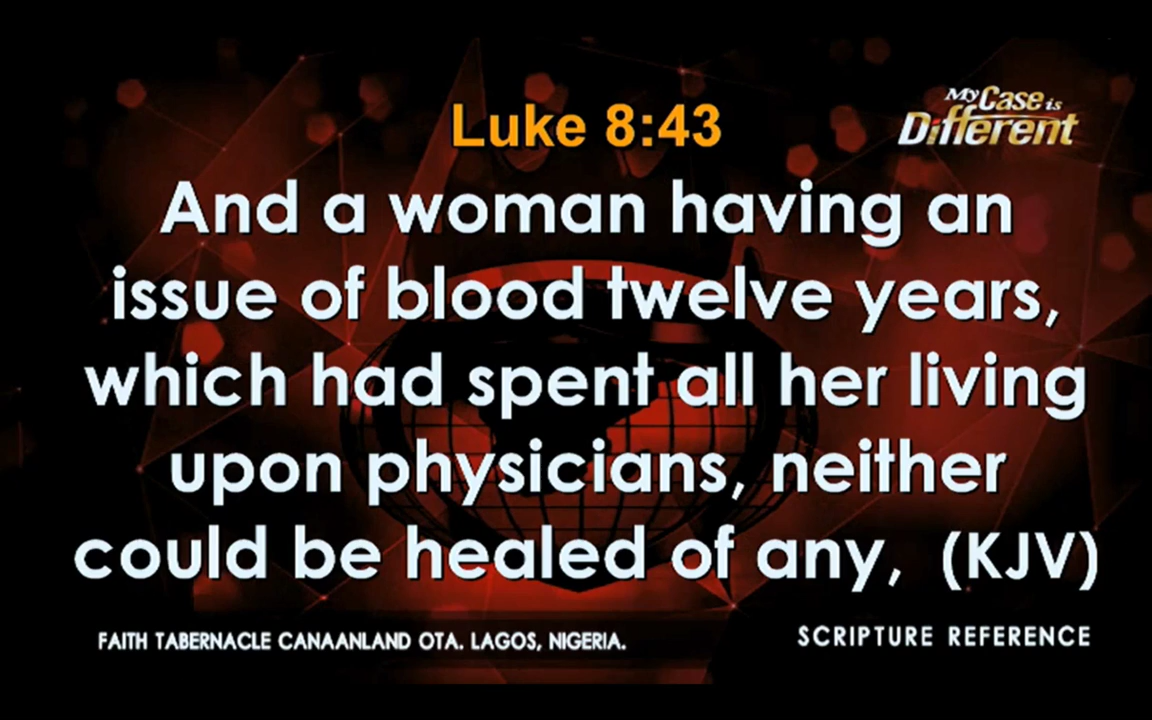 Luke 8:43
My Case is
Different
And a woman having an
issue of blood twelve years,
which had spent all her living
upon physicians, neither
could be healed of any, (KJV)
FAITH TABERNACLE CANAANLAND OTA. LAGOS, NIGERIA.
SCRIPTURE REFERENCE